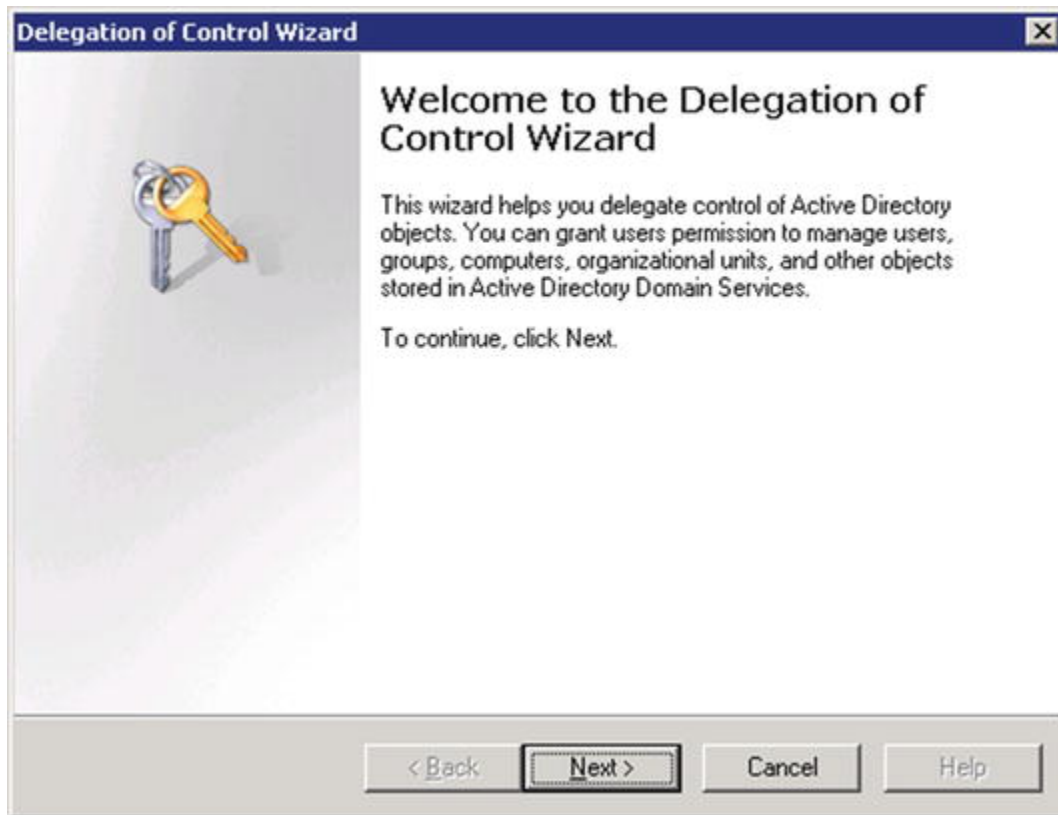 Delegation of Control Wizard
Welcome to the Delegation of
Control Wizard
This wizard helps you delegate control of Active Directory
objects. You can grant users permission to manage users,
groups, computers, organizational units, and other objects
stored in Active Directory Domain Services.
To continue, click Next.
< Back Next > Cancel Help